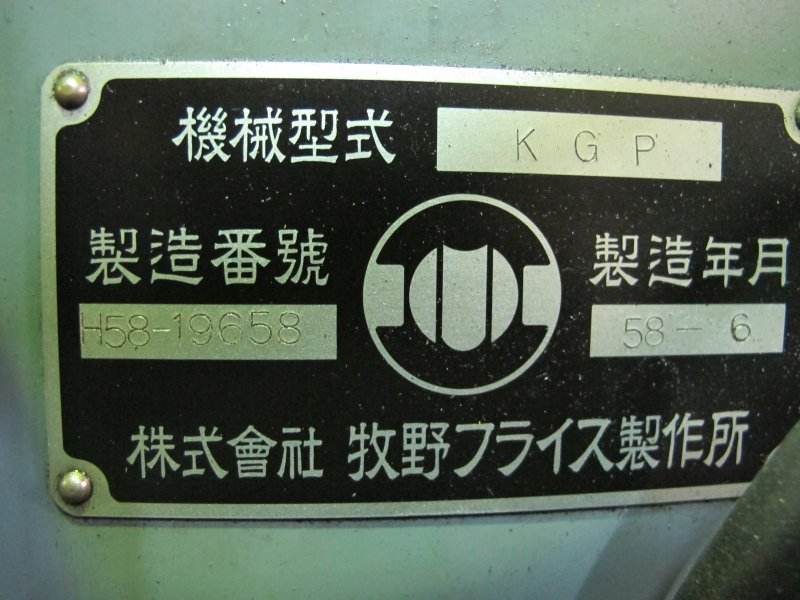 機械型式 KGP
製造番號 製造年月
H58-19658 58-6
株式會社 牧野フライス製作所